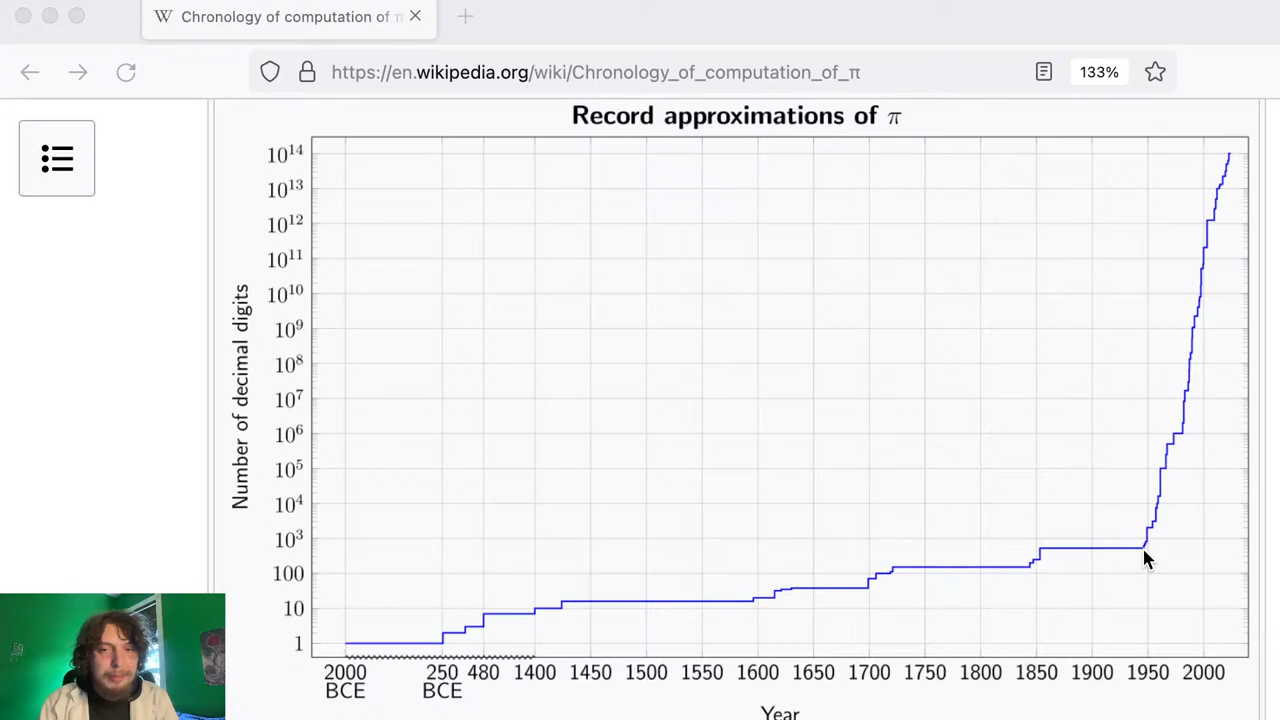 Chronology of computation of π
https://en.wikipedia.org/wiki/Chronology_of_computation_of_π
133%
Record approximations of π
10¹⁴
10¹³
10¹²
10¹¹
10¹⁰
10⁹
10⁸
10⁷
10⁶
10⁵
10⁴
10³
100
10
1
Number of decimal digits
2000 BCE 250 BCE 480 1400 1450 1500 1550 1600 1650 1700 1750 1800 1850 1900 1950 2000
Year